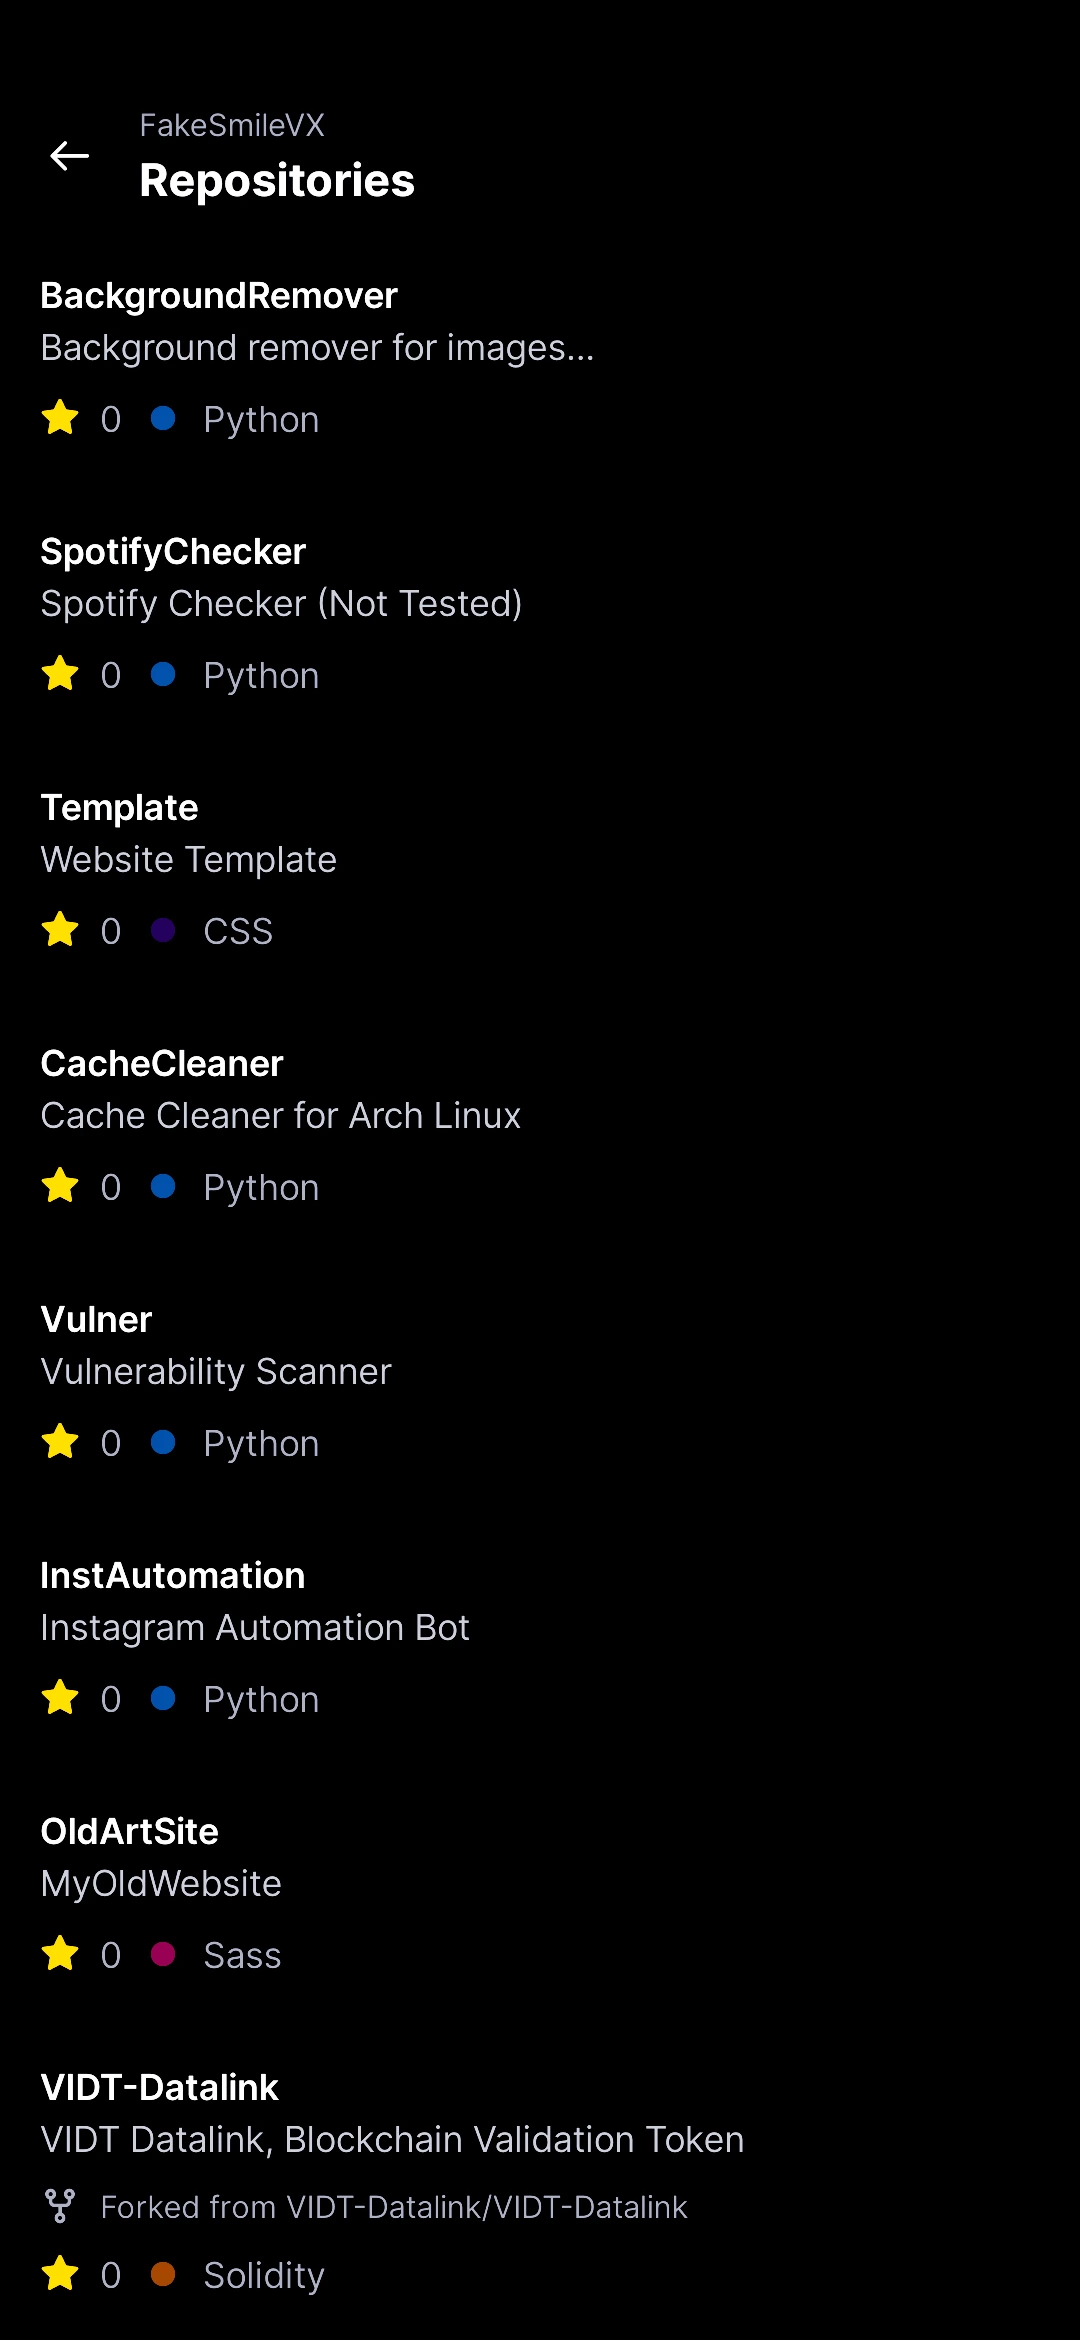 FakeSmileVX
Repositories
BackgroundRemover
Background remover for images...
0 Python
SpotifyChecker
Spotify Checker (Not Tested)
0 Python
Template
Website Template
0 CSS
CacheCleaner
Cache Cleaner for Arch Linux
0 Python
Vulner
Vulnerability Scanner
0 Python
InstAutomation
Instagram Automation Bot
0 Python
OldArtSite
MyOldWebsite
0 Sass
VIDT-Datalink
VIDT Datalink, Blockchain Validation Token
Forked from VIDT-Datalink/VIDT-Datalink
0 Solidity